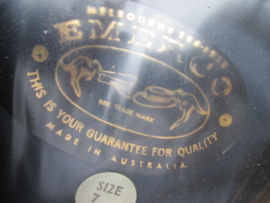 MELBOURNE
EMERCO
REG. TRADE MARK
THIS IS YOUR GUARANTEE FOR QUALITY
MADE IN AUSTRALIA
SIZE
7